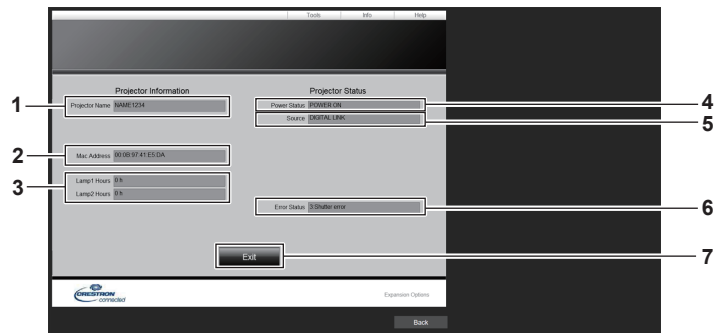 Tools Info Help
Projector Information
Projector Status
1 Projector Name NAME1234
Power Status POWER ON 4
Source DIGITAL LINK 5
2 Mac Address 00:0B:97:41:E5:DA
3 Lamp1 Hours 0 h
Lamp2 Hours 0 h
Error Status 3:Shutter error 6
Exit 7
CRESTRON
connected
Expansion Options
Back